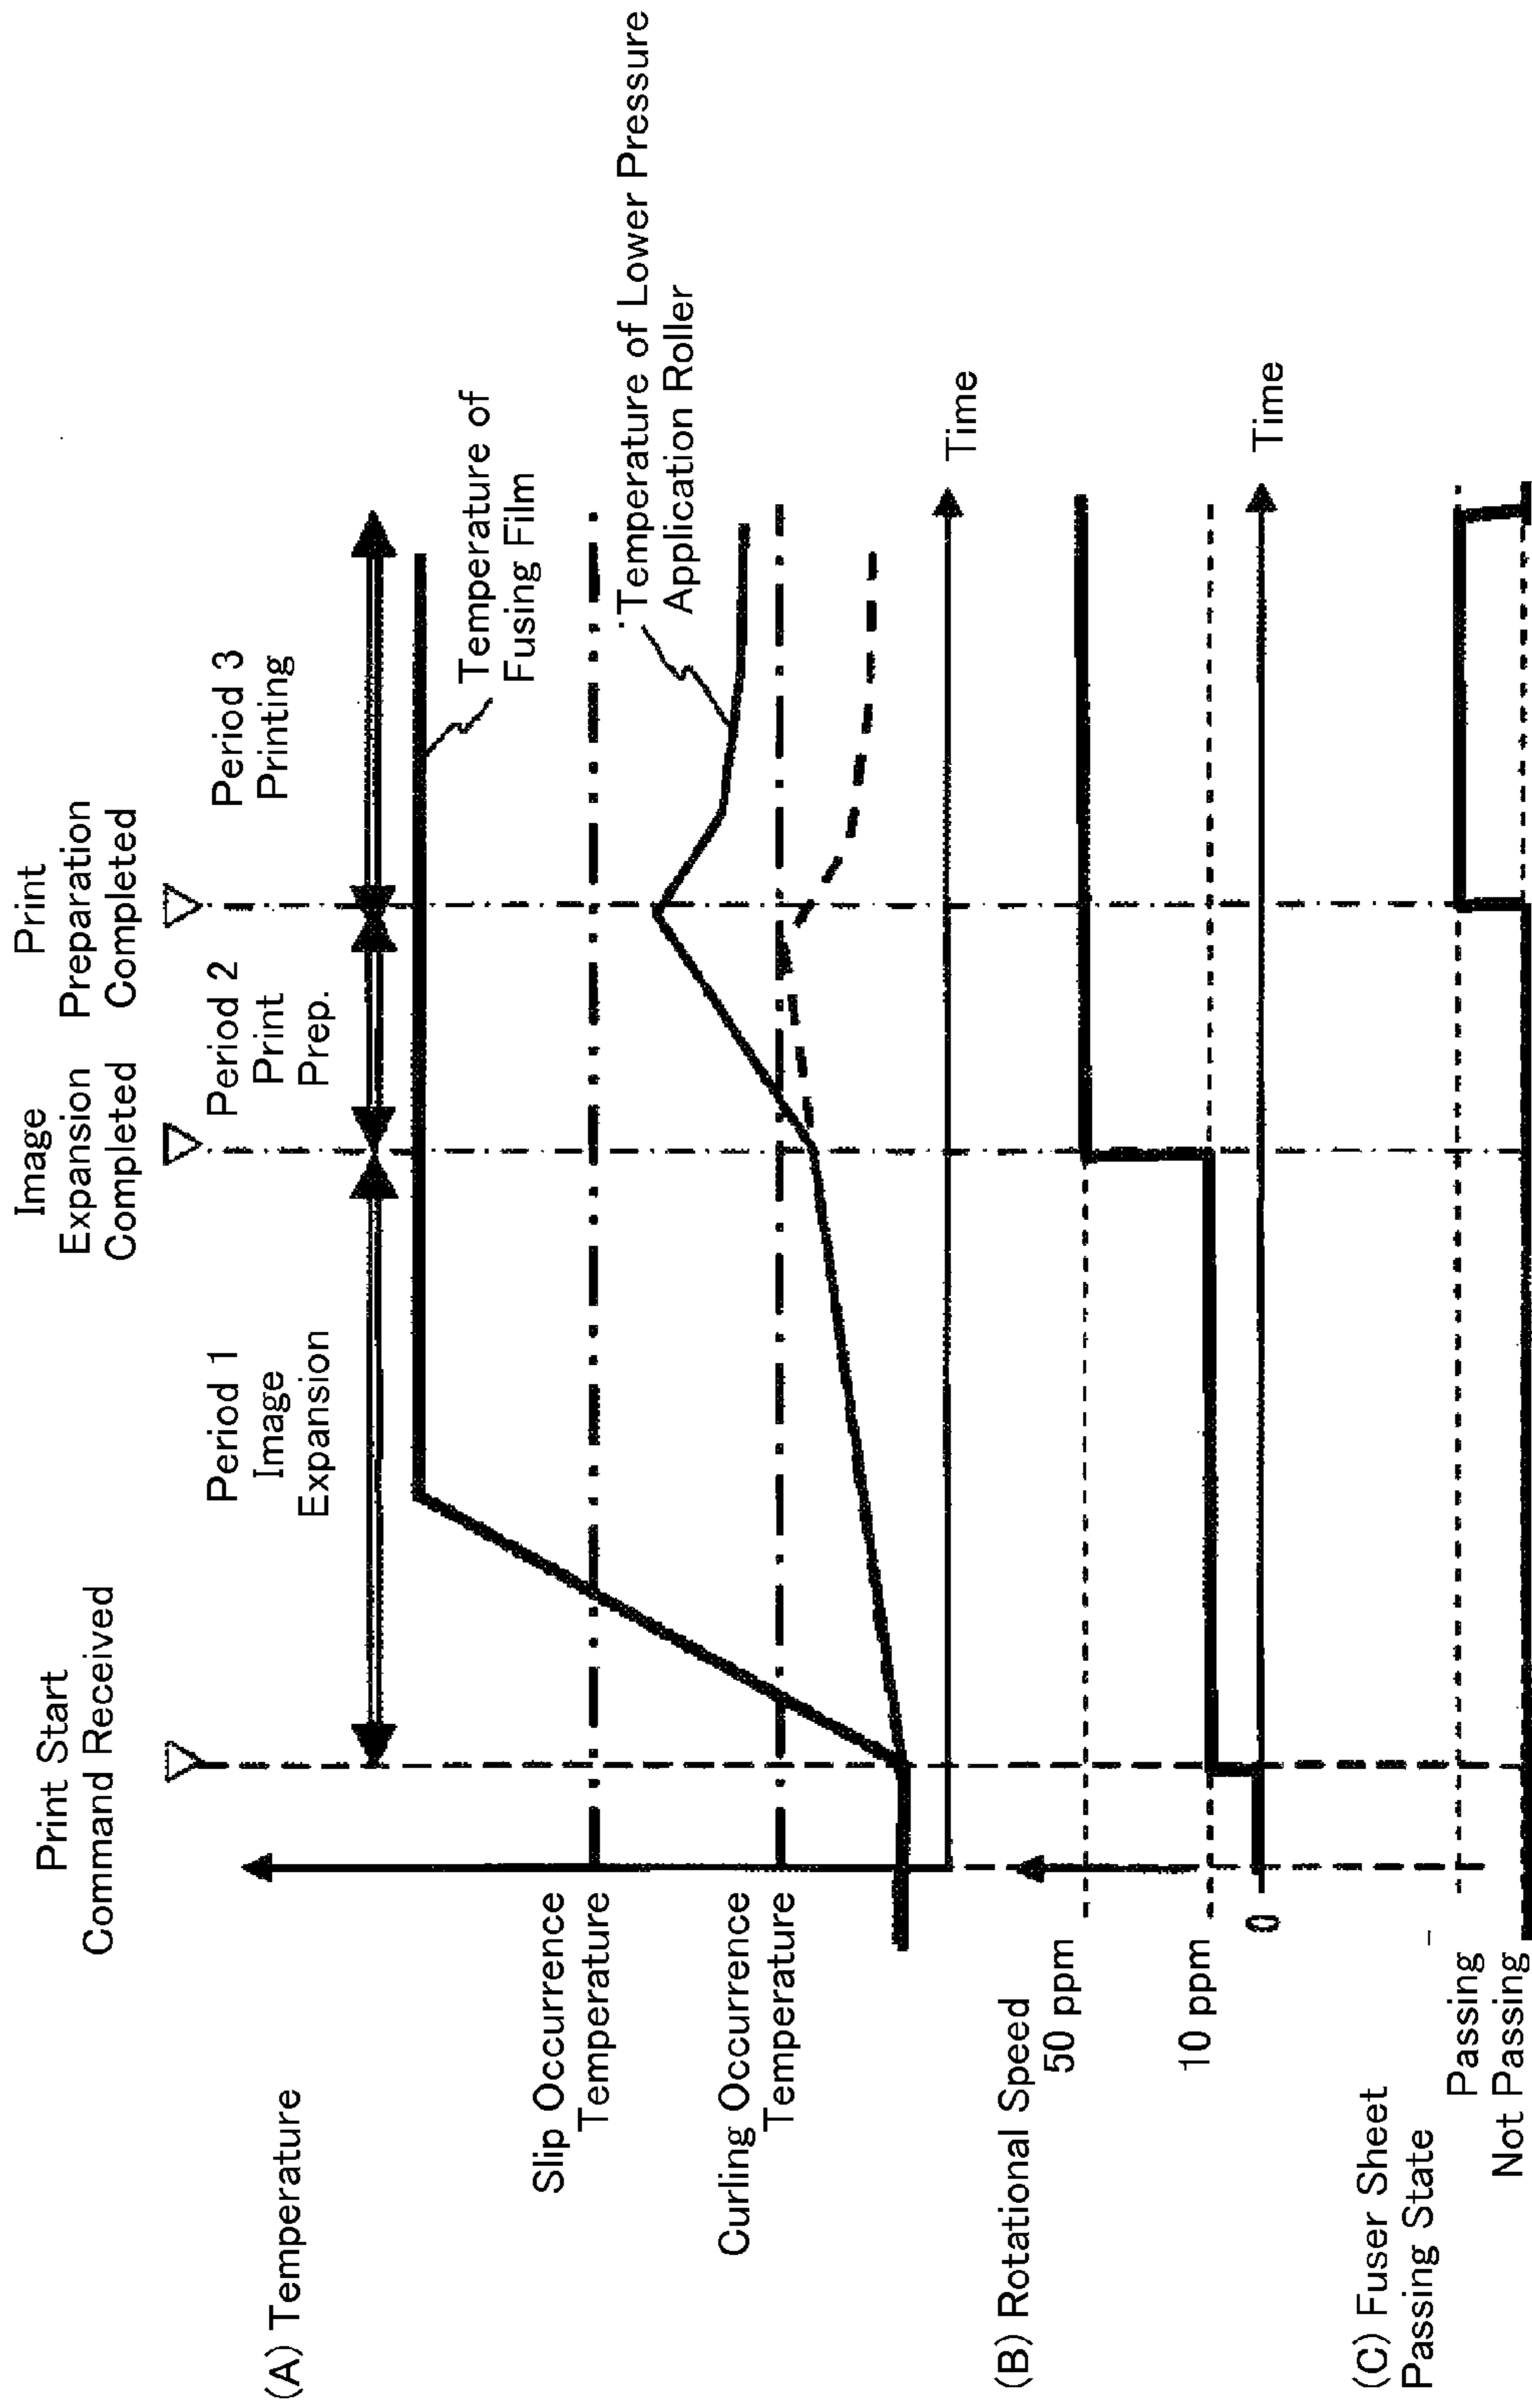 Print Start
Command Received
Image
Expansion
Completed
Print
Preparation
Completed
Period 1
Image
Expansion
Period 2
Print
Prep.
Period 3
Printing
(A) Temperature
Slip Occurrence
Temperature
Curling Occurrence
Temperature
Temperature of
Fusing Film
Temperature of Lower Pressure
Application Roller
Time
(B) Rotational Speed
50 ppm
10 ppm
0
Time
(C) Fuser Sheet
Passing State
Passing
Not Passing